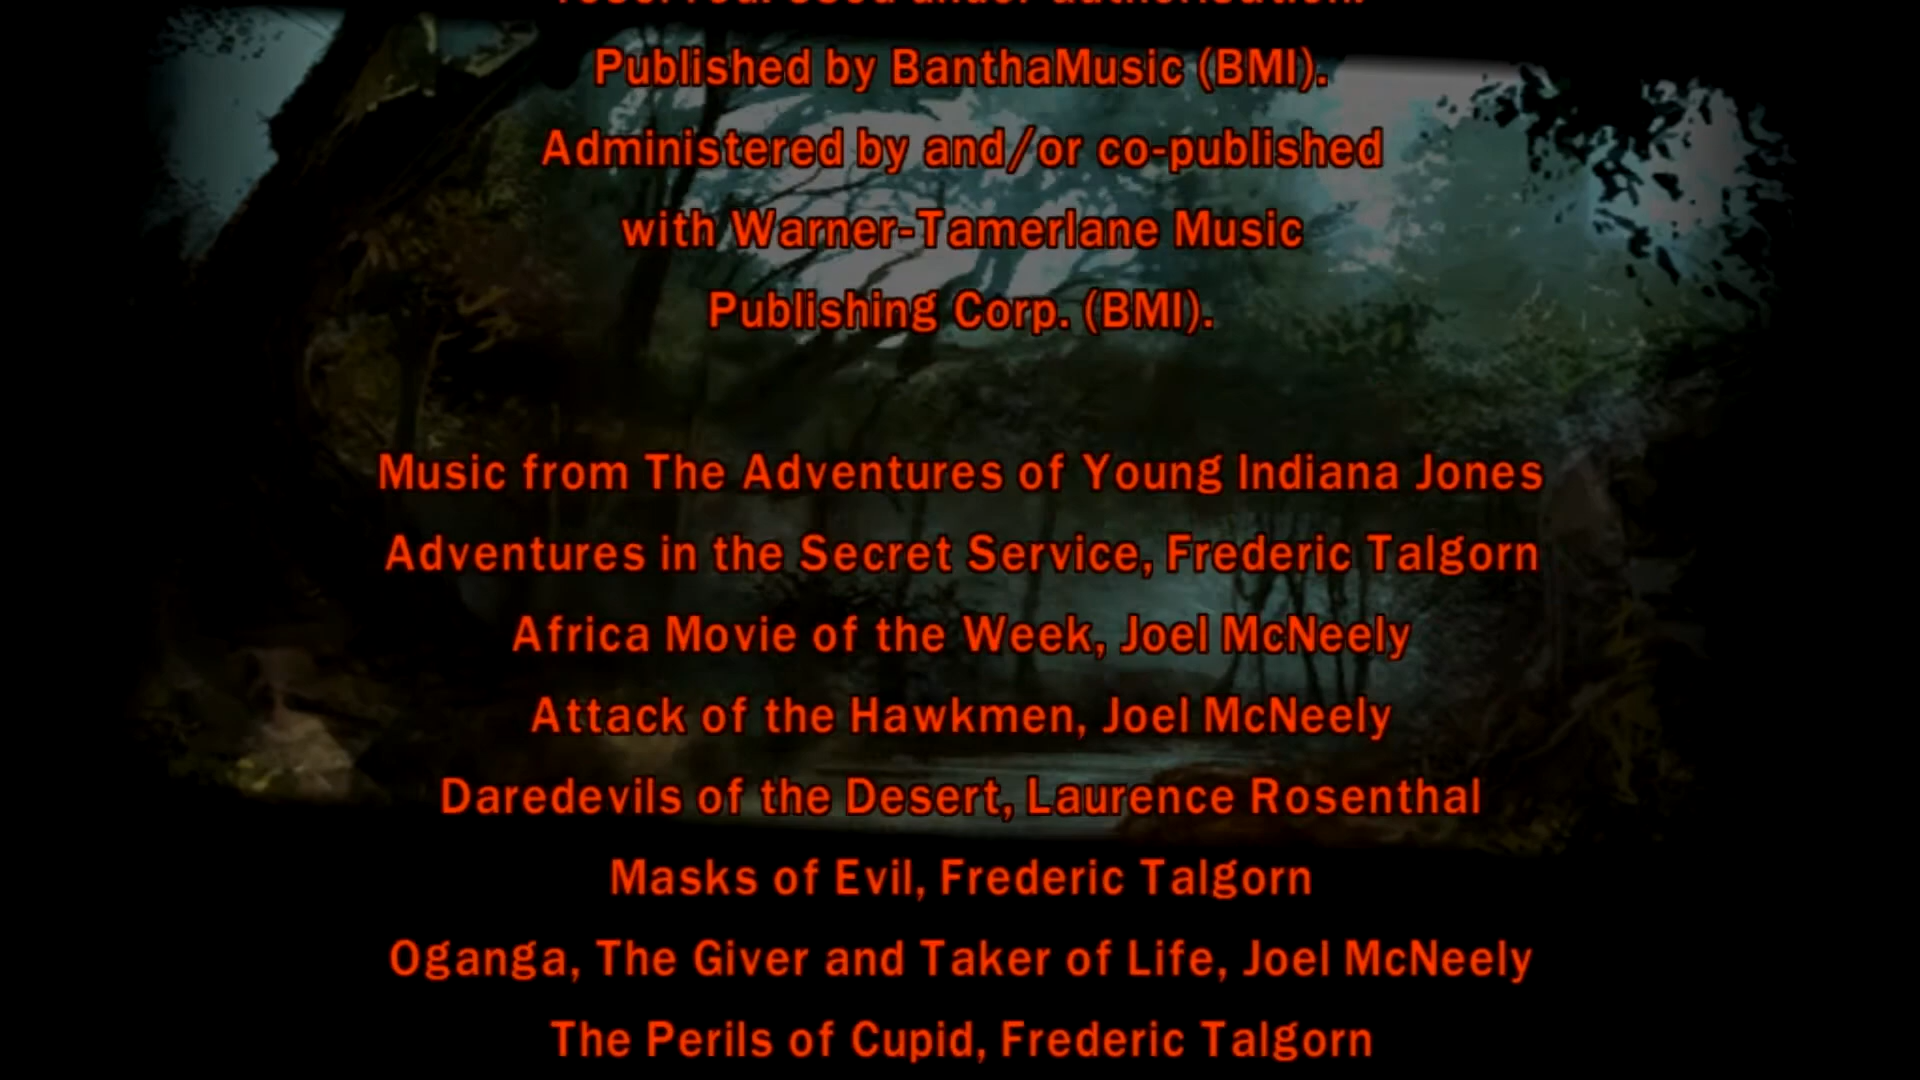 Published by BanthaMusic (BMI).
Administered by and/or co-published
with Warner-Tamerlane Music
Publishing Corp. (BMI).
Music from The Adventures of Young Indiana Jones
Adventures in the Secret Service, Frederic Talgorn
Africa Movie of the Week, Joel McNeely
Attack of the Hawkmen, Joel McNeely
Daredevils of the Desert, Laurence Rosenthal
Masks of Evil, Frederic Talgorn
Oganga, The Giver and Taker of Life, Joel McNeely
The Perils of Cupid, Frederic Talgorn